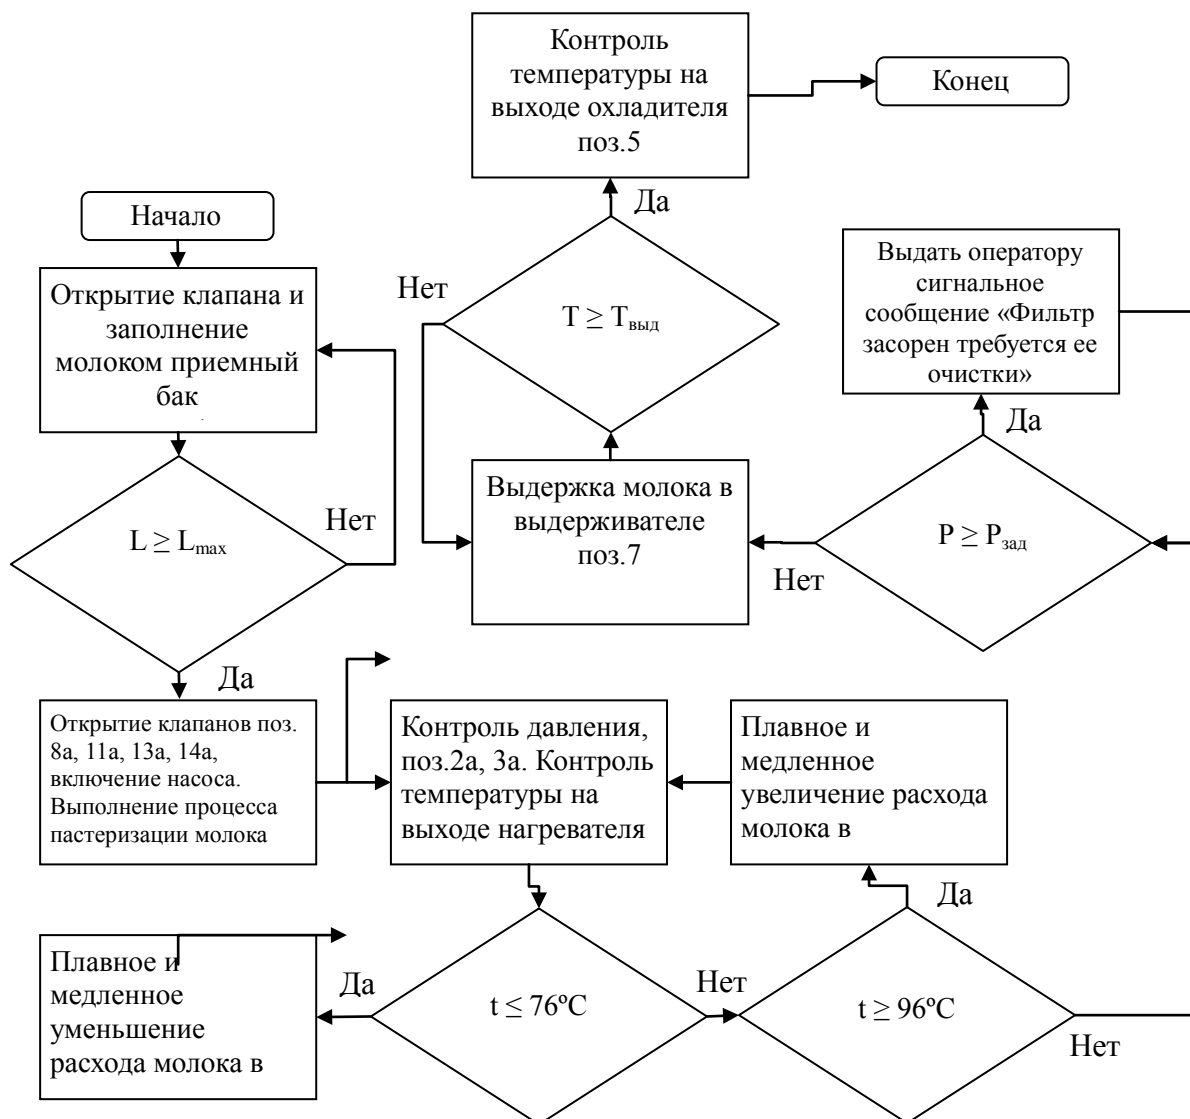 Контроль
температуры на
выходе охладителя
поз.5
Конец
Начало
Открытие клапана и
заполнение
молоком приемный
бак
Да
Нет
T ≥ Tвыд
Выдать оператору
сигнальное
сообщение «Фильтр
засорен требуется ее
очистки»
Да
L ≥ Lmax
Нет
Выдержка молока в
выдерживателе
поз.7
P ≥ Pзад
Нет
Да
Открытие клапанов поз.
8а, 11а, 13а, 14а,
включение насоса.
Выполнение процесса
пастеризации молока
Контроль давления,
поз.2а, 3а. Контроль
температуры на
выходе нагревателя
Плавное и
медленное
увеличение расхода
молока в
Да
Плавное и
медленное
уменьшение
расхода молока в
Да
t ≤ 76ºC
Нет
t ≥ 96ºC
Нет